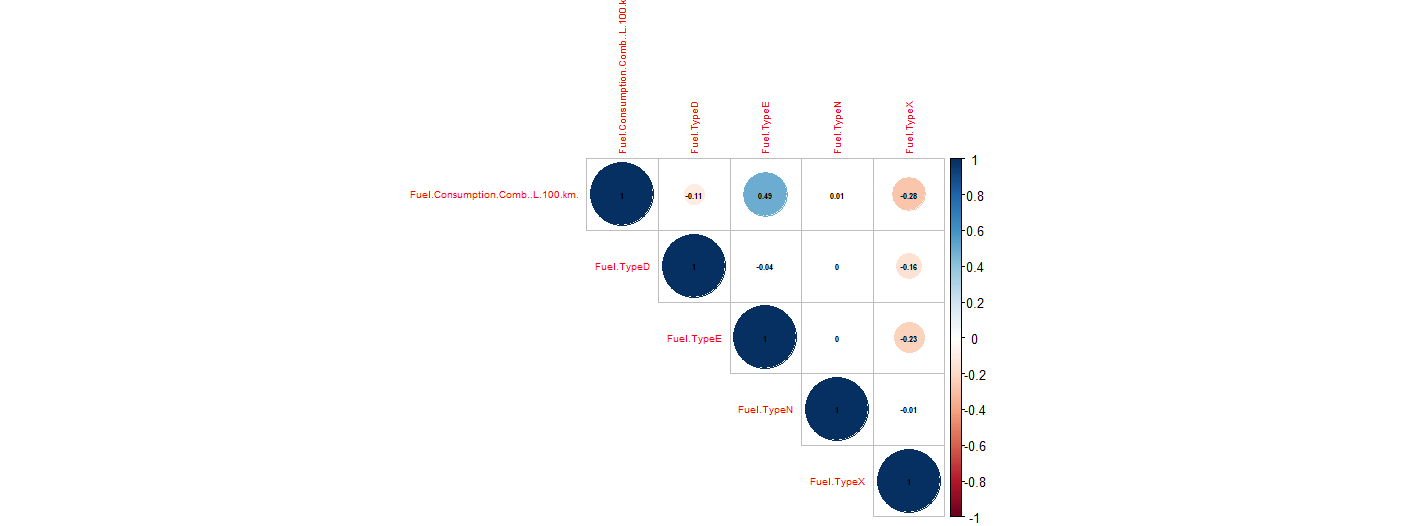 Fuel.Consumption.Comb..L.100.k
Fuel.TypeD
Fuel.TypeE
Fuel.TypeN
Fuel.TypeX
Fuel.Consumption.Comb..L.100.km. 1 -0.11 0.49 0.01 -0.28
Fuel.TypeD 1 -0.04 0 -0.16
Fuel.TypeE 1 0 -0.23
Fuel.TypeN 1 -0.01
Fuel.TypeX 1
1
0.8
0.6
0.4
0.2
0
-0.2
-0.4
-0.6
-0.8
-1